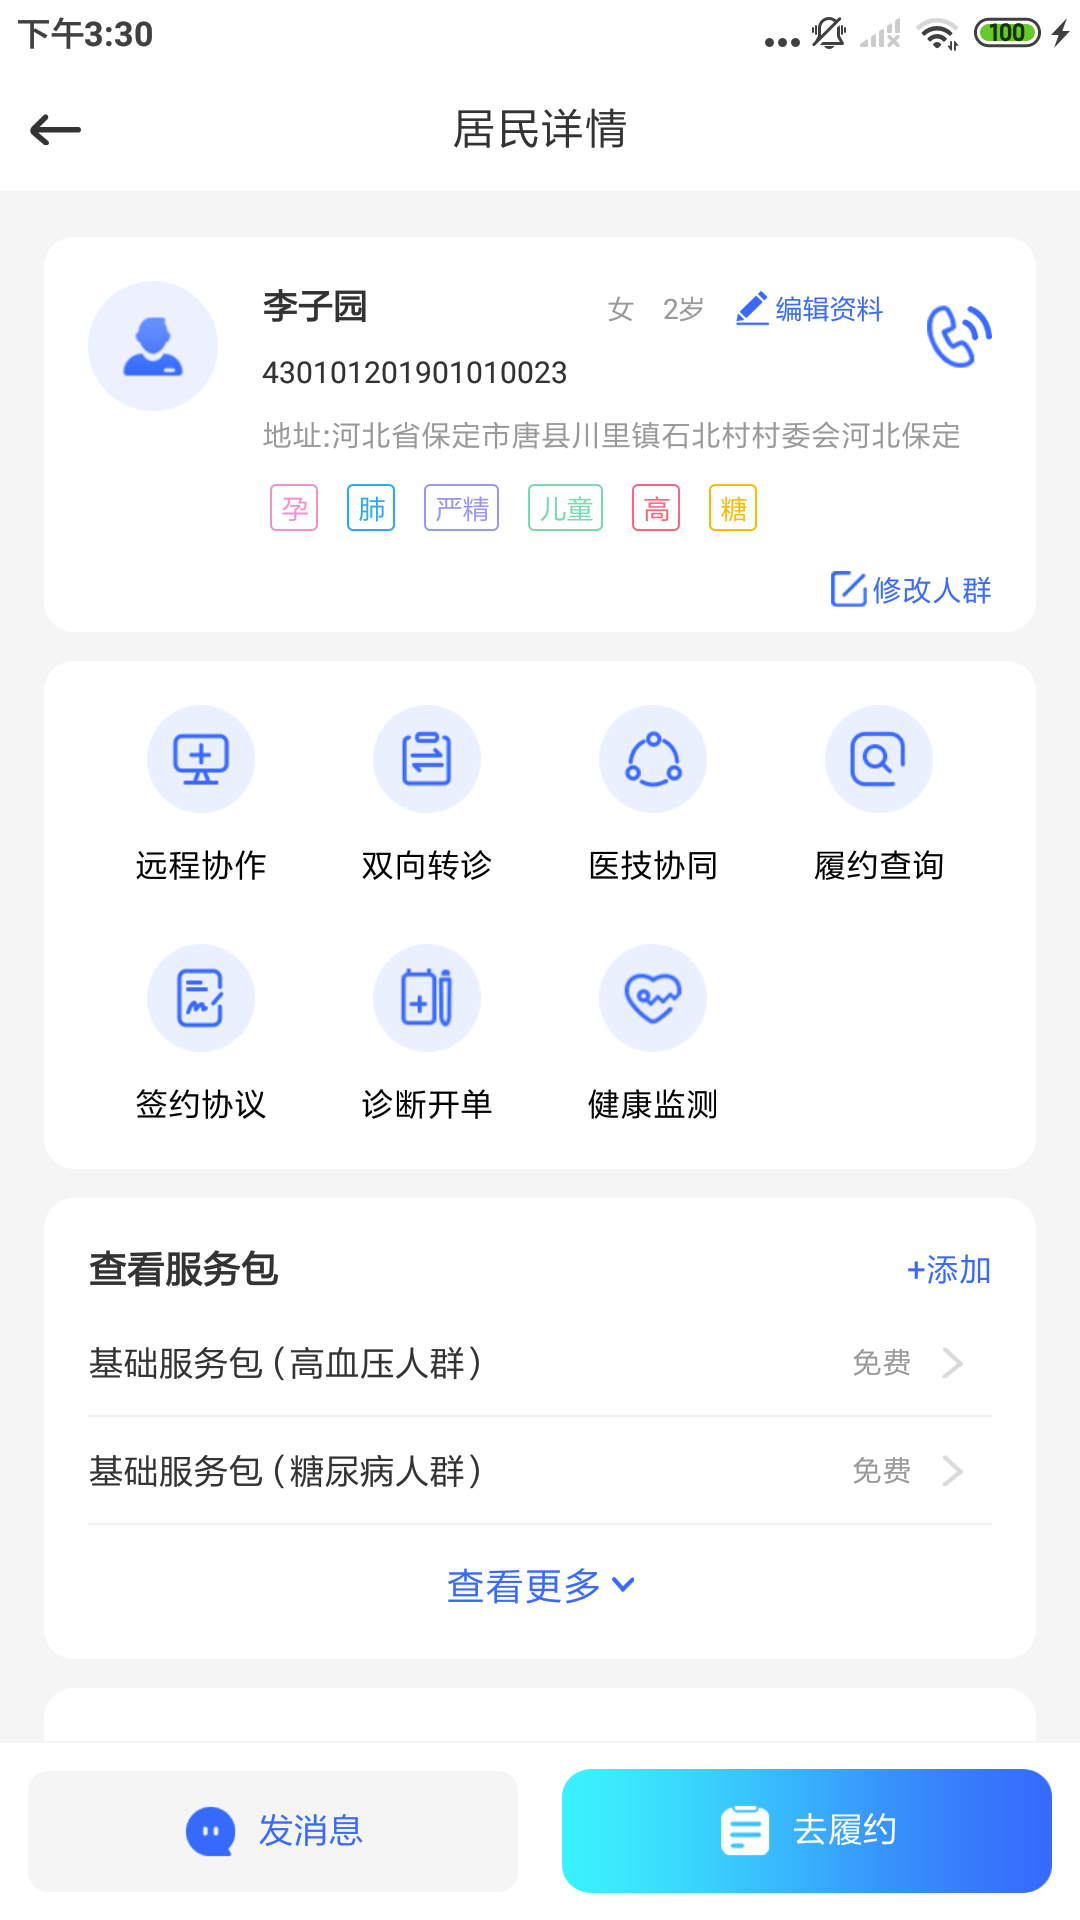 下午3:30
100
居民详情
李子园 女 2岁 编辑资料
430101201901010023
地址:河北省保定市唐县川里镇石北村村委会河北保定
孕 肺 严精 儿童 高 糖
修改人群
远程协作 双向转诊 医技协同 履约查询
签约协议 诊断开单 健康监测
查看服务包 +添加
基础服务包(高血压人群) 免费
基础服务包(糖尿病人群) 免费
查看更多
发消息 去履约